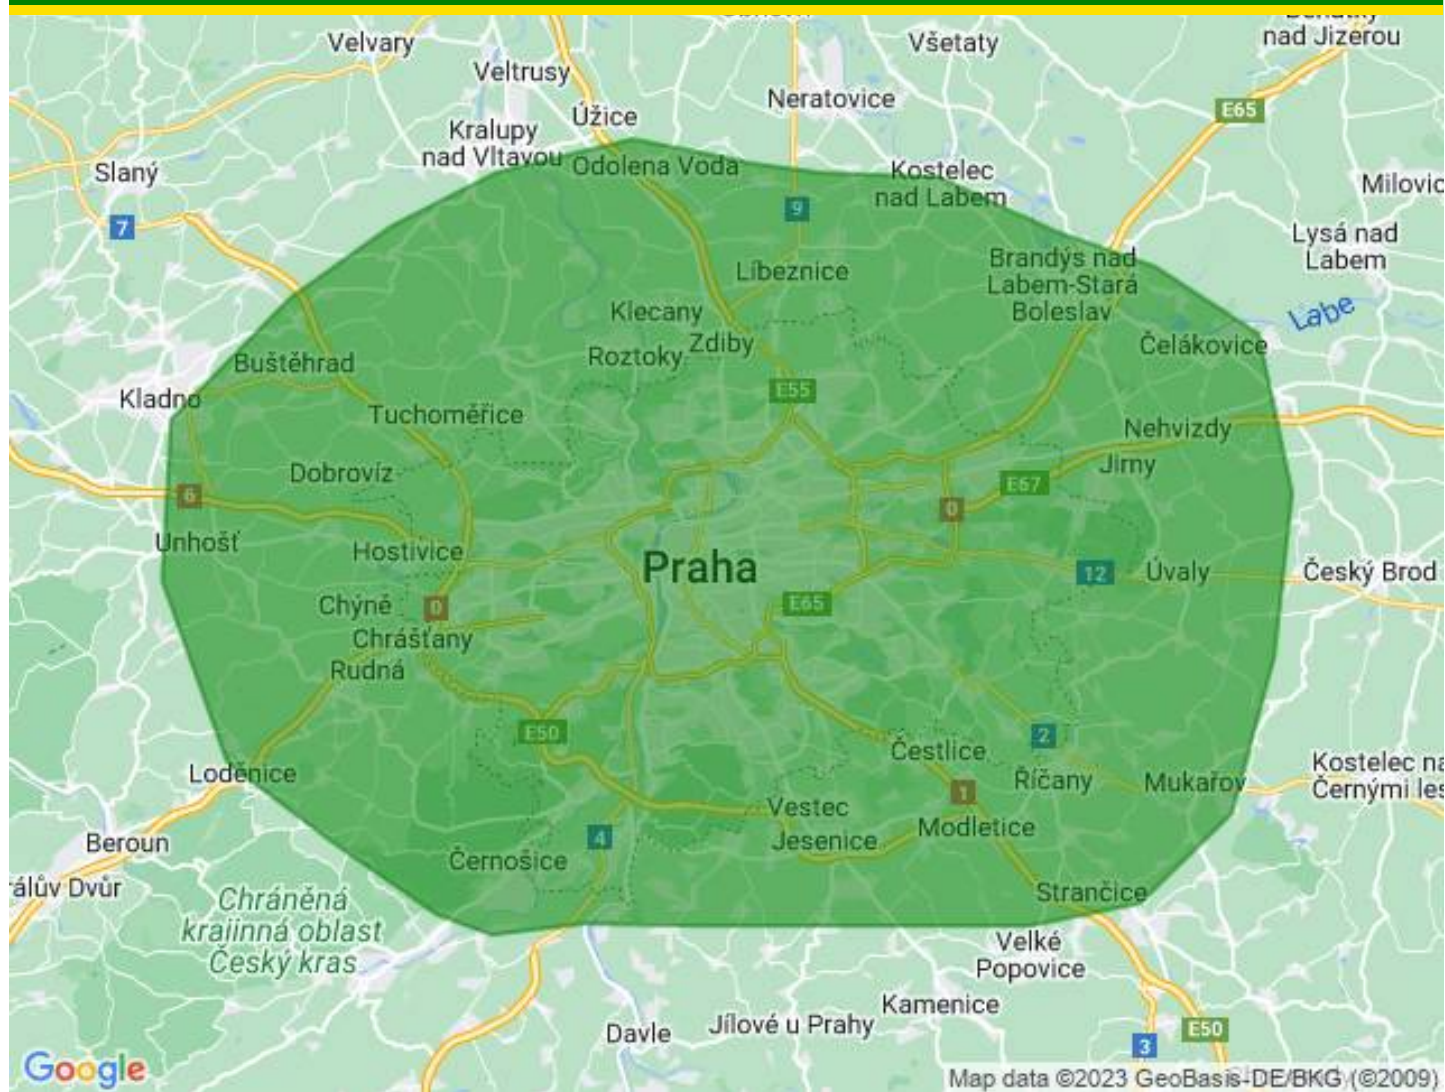 Velvary
Všetaty
nad Jizerou
Veltrusy
Neratovice
E65
Úžice
Kralupy
nad Vltavou
Odolena Voda
Slaný
Kostelec
nad Labem
Milovic
7
9
Lysá nad
Labem
Líbeznice
Brandýs nad
Labem-Stará
Boleslav
Klecany
Labe
Zdiby
Roztoky
Čelákovice
Buštěhrad
E55
Kladno
Tuchoměřice
Nehvizdy
Jirny
Dobrovíz
E67
6
0
Unhošť
Hostivice
Praha
12
Úvaly
Český Brod
Chýně
0
E65
Chrášťany
Rudná
E50
2
Čestlice
Loděnice
Říčany
Mukařov
Kostelec na
Černými les
1
Vestec
Modletice
4
Jesenice
Beroun
Černošice
rálův Dvůr
Strančice
Chráněná
krajinná oblast
Český kras
Velké
Popovice
Kamenice
Davle
Jílové u Prahy
E50
3
Google
Map data ©2023 GeoBasis-DE/BKG (©2009)